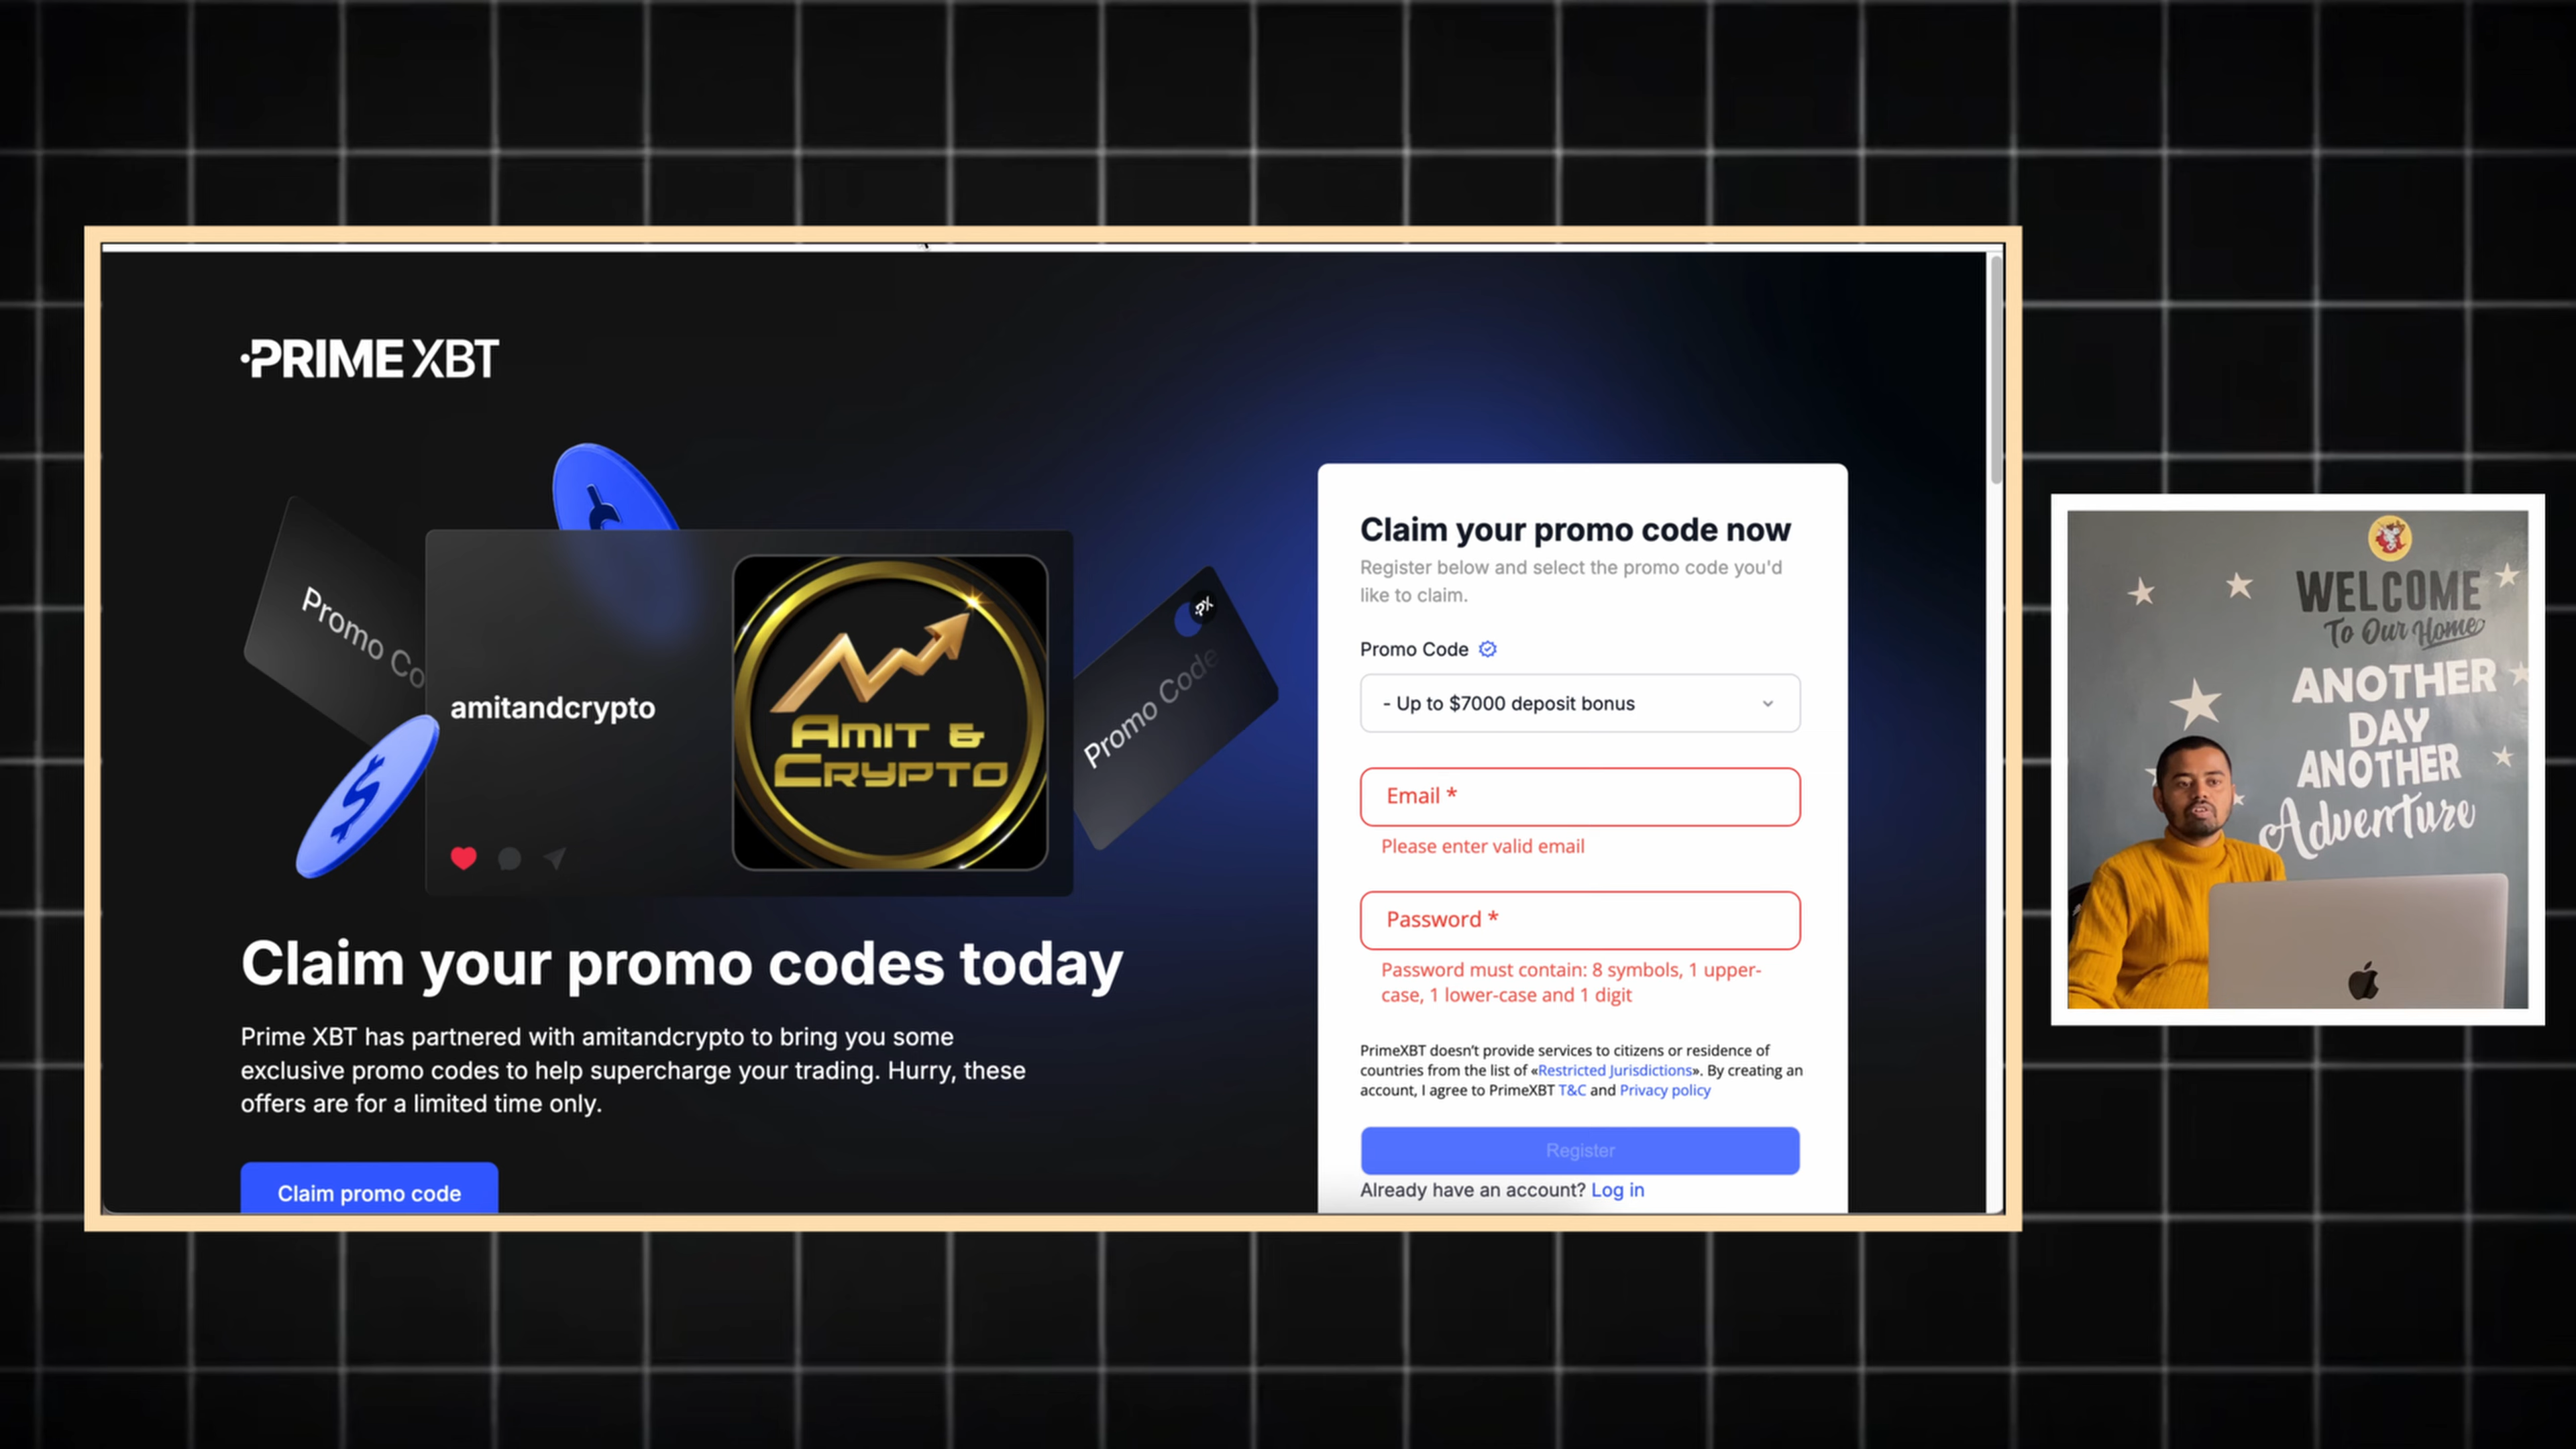 PRIME XBT
Promo Co
amitandcrypto
AMIT &
CRYPTO
Promo Code
Claim your promo codes today
Prime XBT has partnered with amitandcrypto to bring you some
exclusive promo codes to help supercharge your trading. Hurry, these
offers are for a limited time only.
Claim promo code
Claim your promo code now
Register below and select the promo code you'd
like to claim.
Promo Code
- Up to $7000 deposit bonus
Email *
Please enter valid email
Password *
Password must contain: 8 symbols, 1 upper-
case, 1 lower-case and 1 digit
PrimeXBT doesn't provide services to citizens or residence of
countries from the list of «Restricted Jurisdictions». By creating an
account, I agree to PrimeXBT T&C and Privacy policy
Register
Already have an account? Log in
WELCOME
To Our Home
ANOTHER
DAY
ANOTHER
Adventure